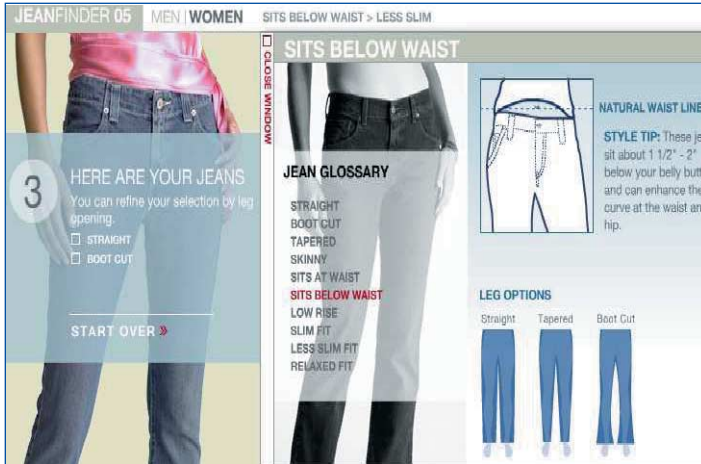 JEANFINDER 05 MEN | WOMEN SITS BELOW WAIST > LESS SLIM
3
HERE ARE YOUR JEANS
You can refine your selection by leg
opening.
STRAIGHT
BOOT CUT
START OVER »
CLOSE WINDOW
SITS BELOW WAIST
JEAN GLOSSARY
STRAIGHT
BOOT CUT
TAPERED
SKINNY
SITS AT WAIST
SITS BELOW WAIST
LOW RISE
SLIM FIT
LESS SLIM FIT
RELAXED FIT
NATURAL WAIST LINE
STYLE TIP: These je
sit about 1 1/2" - 2"
below your belly butt
and can enhance the
curve at the waist an
hip.
LEG OPTIONS
Straight Tapered Boot Cut